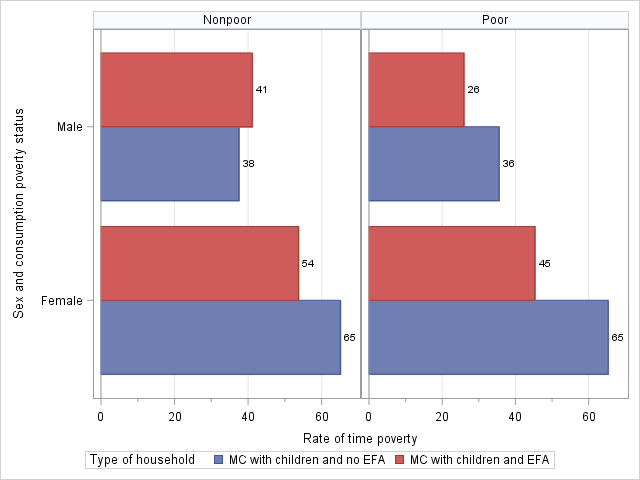 Nonpoor
Poor
Sex and consumption poverty status
Male
41
38
26
36
Female
54
65
45
65
0 20 40 60
0 20 40 60
Rate of time poverty
Type of household
MC with children and no EFA
MC with children and EFA